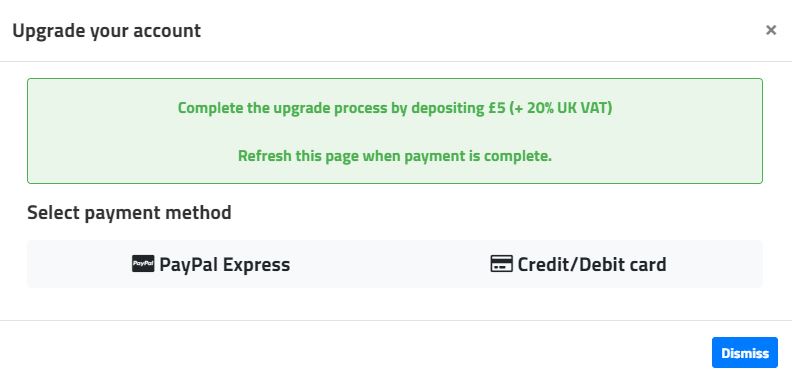 Upgrade your account
×
Complete the upgrade process by depositing £5 (+ 20% UK VAT)
Refresh this page when payment is complete.
Select payment method
PayPal PayPal Express
Credit/Debit card
Dismiss